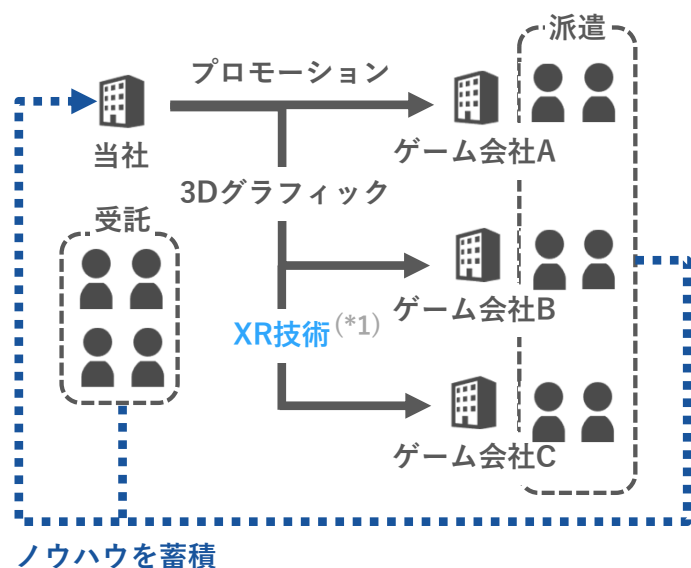 派遣
プロモーション
当社
ゲーム会社A
3Dグラフィック
受託
ゲーム会社B
XR技術(*1)
ゲーム会社C
ノウハウを蓄積